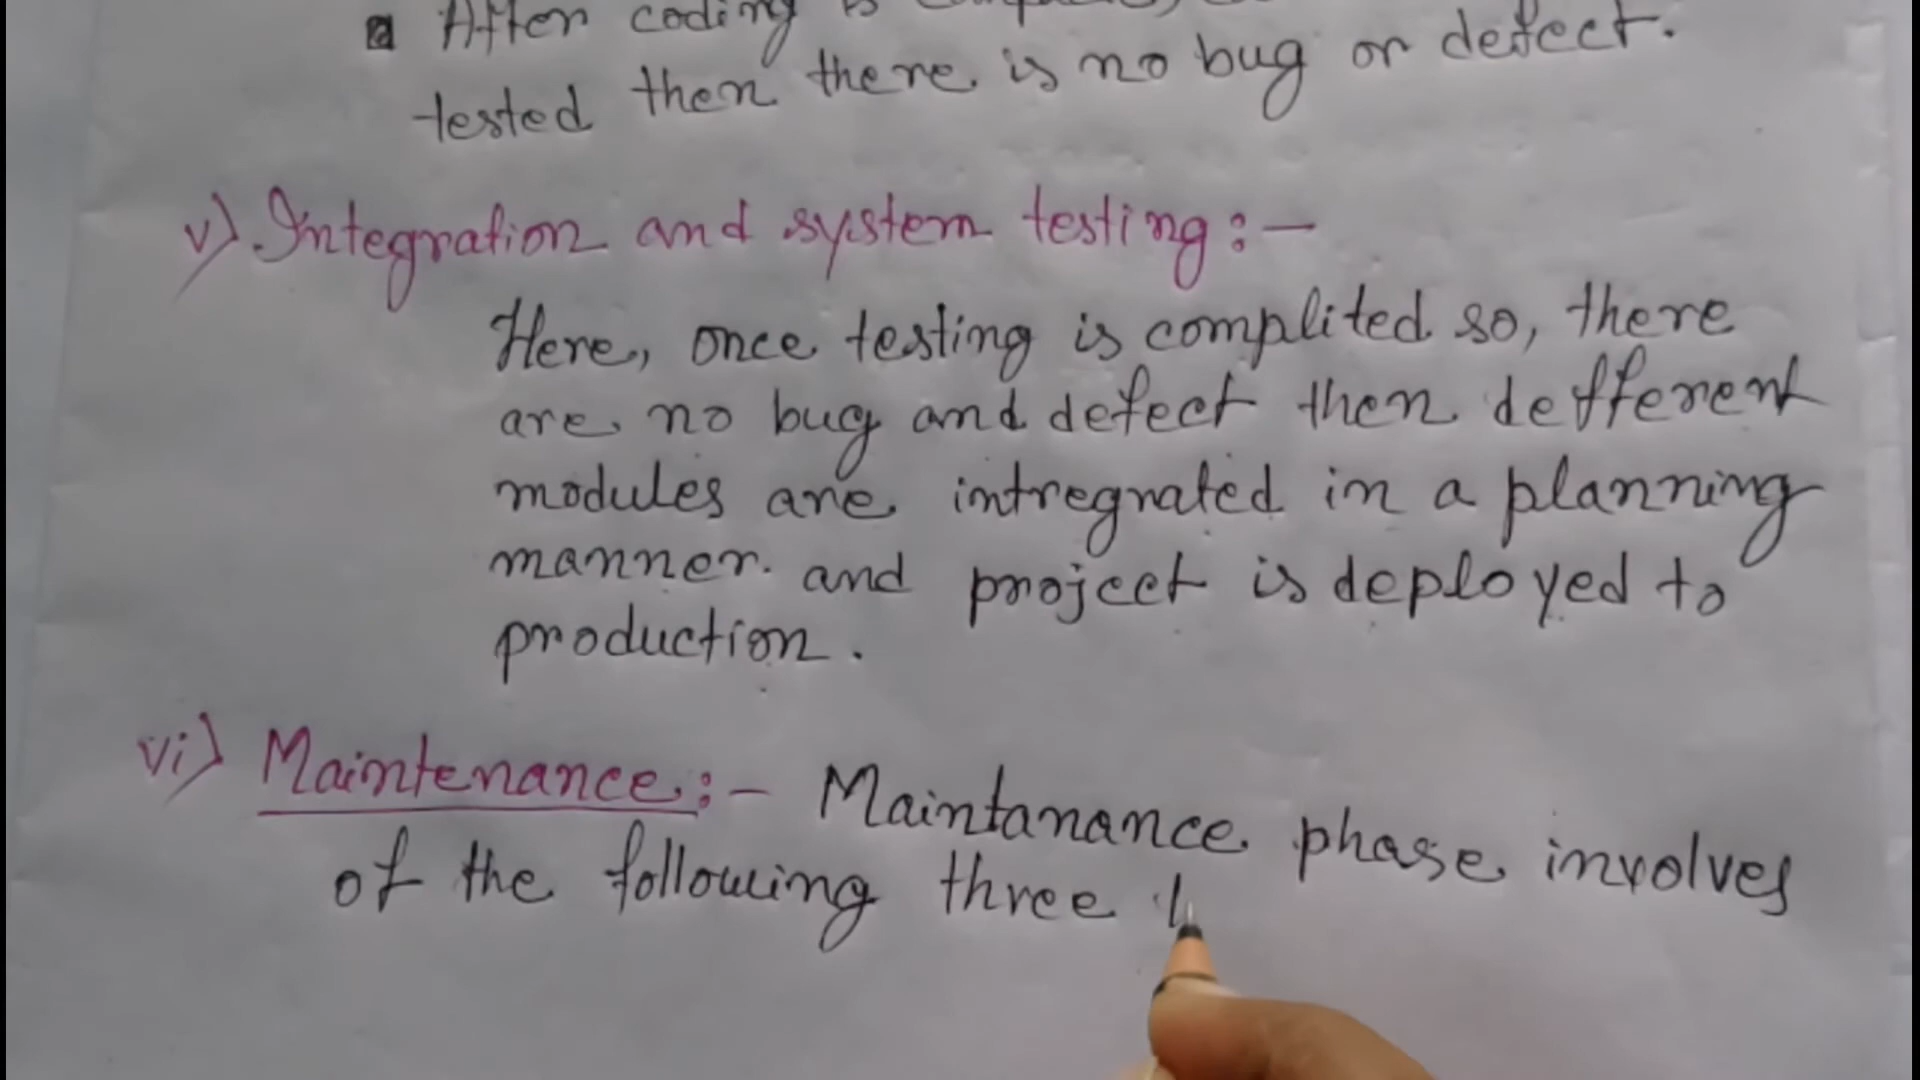 After coding is
tested then there is no bug or defect.
v) Integration and system testing:-
Here, once testing is complited so, there
are no bug and defect then defferent
modules are intregrated in a planning
manner. and project is deployed to
production.
vi) Maintenance:- Maintanance phase involves
of the following three